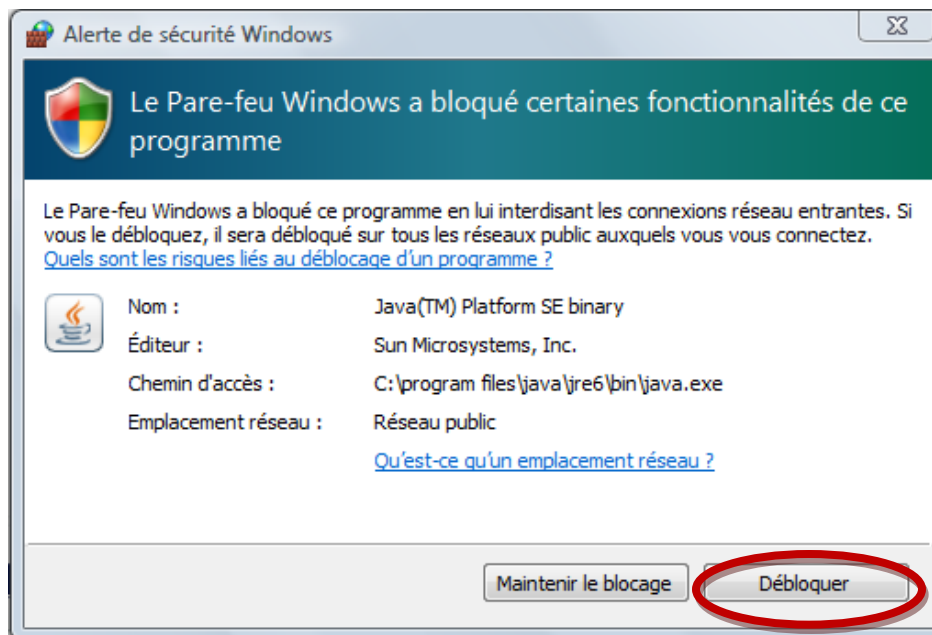 Alerte de sécurité Windows
Le Pare-feu Windows a bloqué certaines fonctionnalités de ce
programme
Le Pare-feu Windows a bloqué ce programme en lui interdisant les connexions réseau entrantes. Si
vous le débloquez, il sera débloqué sur tous les réseaux public auxquels vous vous connectez.
Quels sont les risques liés au déblocage d'un programme ?
Nom : Java(TM) Platform SE binary
Éditeur : Sun Microsystems, Inc.
Chemin d'accès : C:\program files\java\jre6\bin\java.exe
Emplacement réseau : Réseau public
Qu'est-ce qu'un emplacement réseau ?
Maintenir le blocage Débloquer